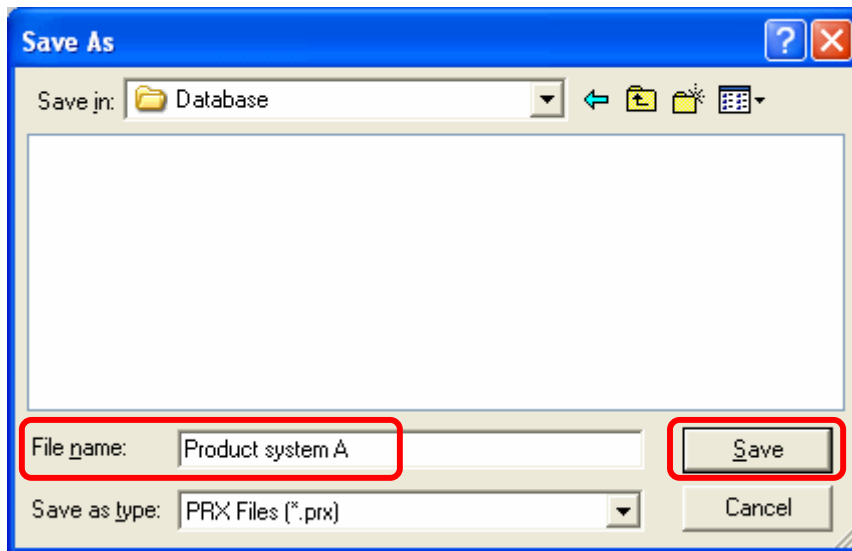 Save As
Save in: Database
File name: Product system A
Save
Save as type: PRX Files (*.prx)
Cancel